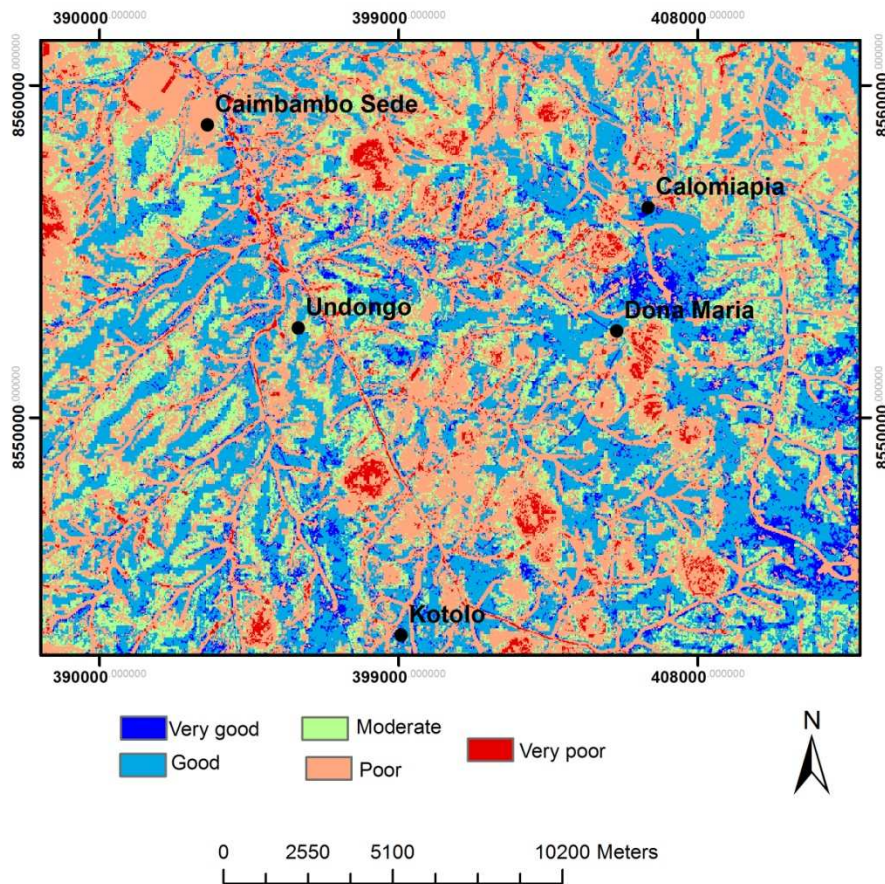 390000.000000 399000.000000 408000.000000
8560000.000000 8560000.000000
Caimbambo Sede
Calomiapia
Undongo
Dona Maria
8550000.000000 8550000.000000
Kotolo
390000.000000 399000.000000 408000.000000
Very good Moderate
Very poor
Good Poor
N
0 2550 5100 10200 Meters